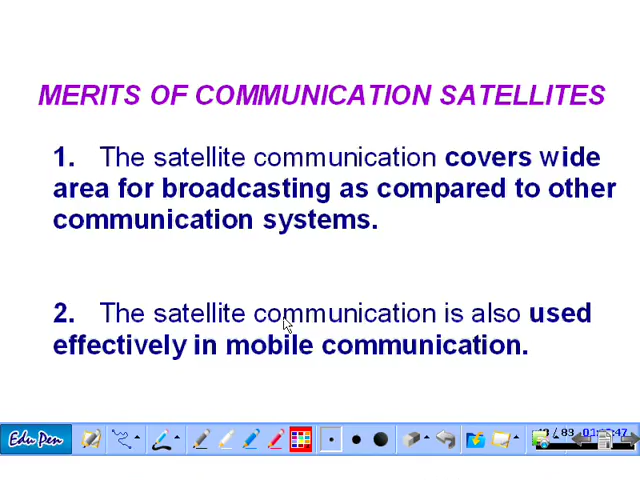 MERITS OF COMMUNICATION SATELLITES
1. The satellite communication covers wide
area for broadcasting as compared to other
communication systems.
2. The satellite communication is also used
effectively in mobile communication.
Edu Pen / 83